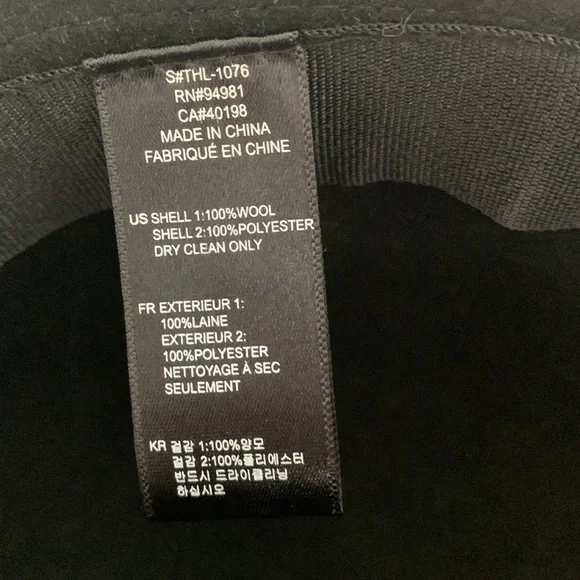 S#THL-1076
RN#94981
CA#40198
MADE IN CHINA
FABRIQUÉ EN CHINE
US SHELL 1:100%WOOL
SHELL 2:100%POLYESTER
DRY CLEAN ONLY
FR EXTERIEUR 1:
100%LAINE
EXTERIEUR 2:
100%POLYESTER
NETTOYAGE À SEC
SEULEMENT
KR 겉감 1:100%양모
겉감 2:100%폴리에스터
반드시 드라이클리닝
하십시오